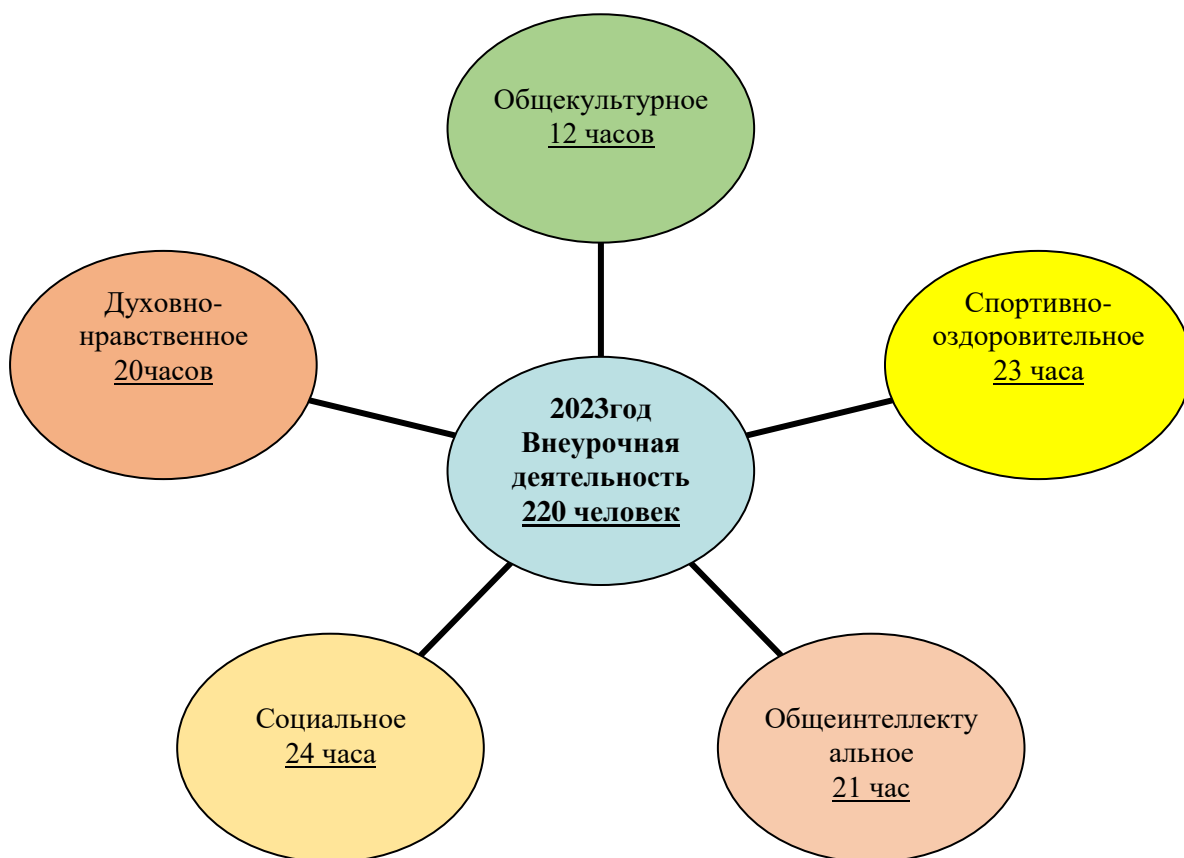 Общекультурное
12 часов
Духовно-
нравственное
20часов
Спортивно-
оздоровительное
23 часа
2023год
Внеурочная
деятельность
220 человек
Социальное
24 часа
Общеинтеллекту
альное
21 час